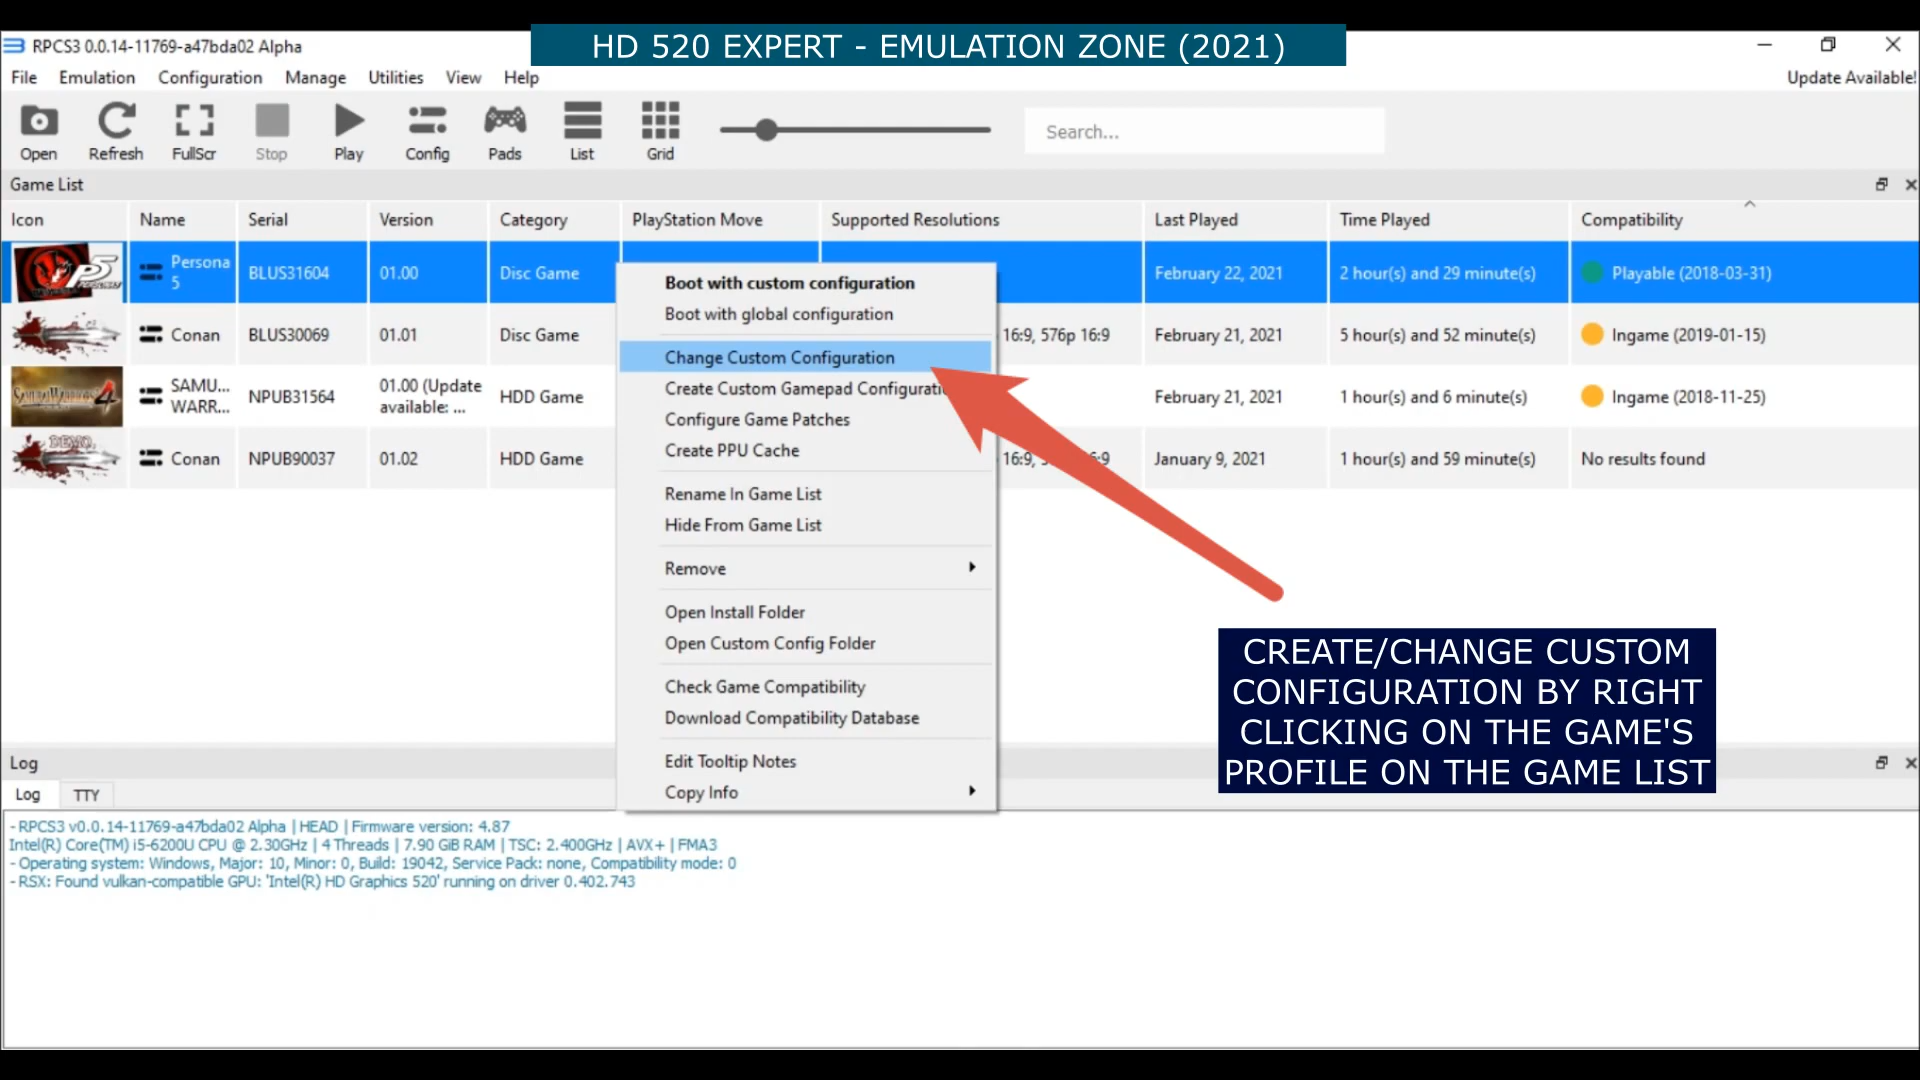 HD 520 EXPERT - EMULATION ZONE (2021)
RPCS3 0.0.14-11769-a47bda02 Alpha
File Emulation Configuration Manage Utilities View Help
Update Available!
Open Refresh FullScr Stop Play Config Pads List Grid
Search...
Game List
Icon Name Serial Version Category PlayStation Move Supported Resolutions Last Played Time Played Compatibility
P5
Persona 5 BLUS31604 01.00 Disc Game February 22, 2021 2 hour(s) and 29 minute(s) Playable (2018-03-31)
Conan BLUS30069 01.01 Disc Game 16:9, 576p 16:9 February 21, 2021 5 hour(s) and 52 minute(s) Ingame (2019-01-15)
SAMU... WARR... NPUB31564 01.00 (Update available: ... HDD Game February 21, 2021 1 hour(s) and 6 minute(s) Ingame (2018-11-25)
DEMO
Conan NPUB90037 01.02 HDD Game 16:9, January 9, 2021 1 hour(s) and 59 minute(s) No results found
Boot with custom configuration
Boot with global configuration
Change Custom Configuration
Create Custom Gamepad Configuratio
Configure Game Patches
Create PPU Cache
Rename In Game List
Hide From Game List
Remove
Open Install Folder
Open Custom Config Folder
Check Game Compatibility
Download Compatibility Database
Edit Tooltip Notes
Copy Info
CREATE/CHANGE CUSTOM
CONFIGURATION BY RIGHT
CLICKING ON THE GAME'S
PROFILE ON THE GAME LIST
Log
Log TTY
- RPCS3 v0.0.14-11769-a47bda02 Alpha | HEAD | Firmware version: 4.87
Intel(R) Core(TM) i5-6200U CPU @ 2.30GHz | 4 Threads | 7.90 GiB RAM | TSC: 2.400GHz | AVX+ | FMA3
- Operating system: Windows, Major: 10, Minor: 0, Build: 19042, Service Pack: none, Compatibility mode: 0
- RSX: Found vulkan-compatible GPU: 'Intel(R) HD Graphics 520' running on driver 0.402.743